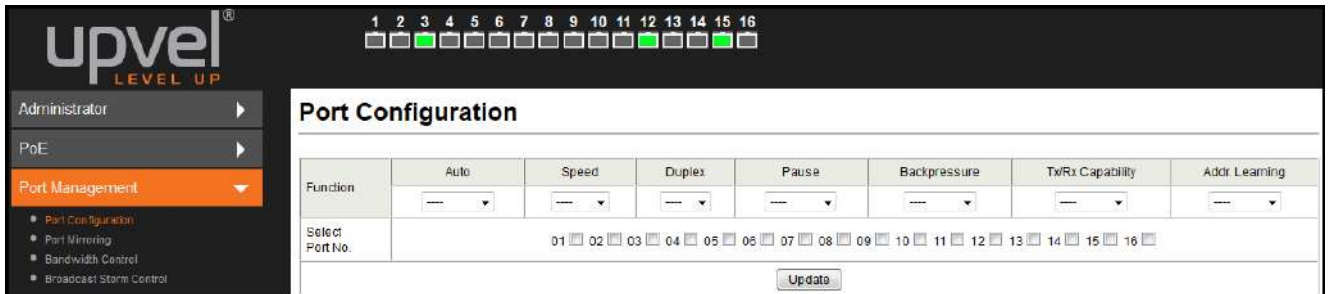 upvel®
LEVEL UP
1 2 3 4 5 6 7 8 9 10 11 12 13 14 15 16
Administrator
PoE
Port Management
Port Configuration
Port Mirroring
Bandwidth Control
Broadcast Storm Control
Port Configuration
Function Auto Speed Duplex Pause Backpressure Tx/Rx Capability Addr. Learning
---- ---- ---- ---- ---- ---- ----
Select
Port No.
01 02 03 04 05 06 07 08 09 10 11 12 13 14 15 16
Update